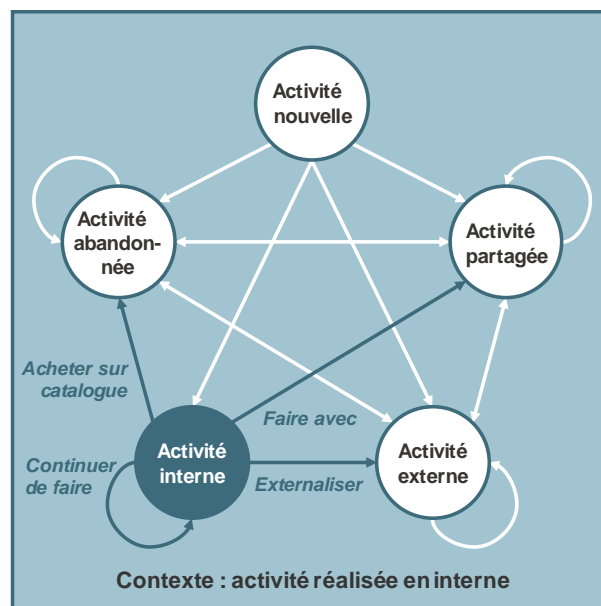 Activité
nouvelle
Activité
abandon-
née
Activité
partagée
Acheter sur
catalogue
Faire avec
Continuer
de faire
Activité
interne
Externaliser
Activité
externe
Contexte : activité réalisée en interne